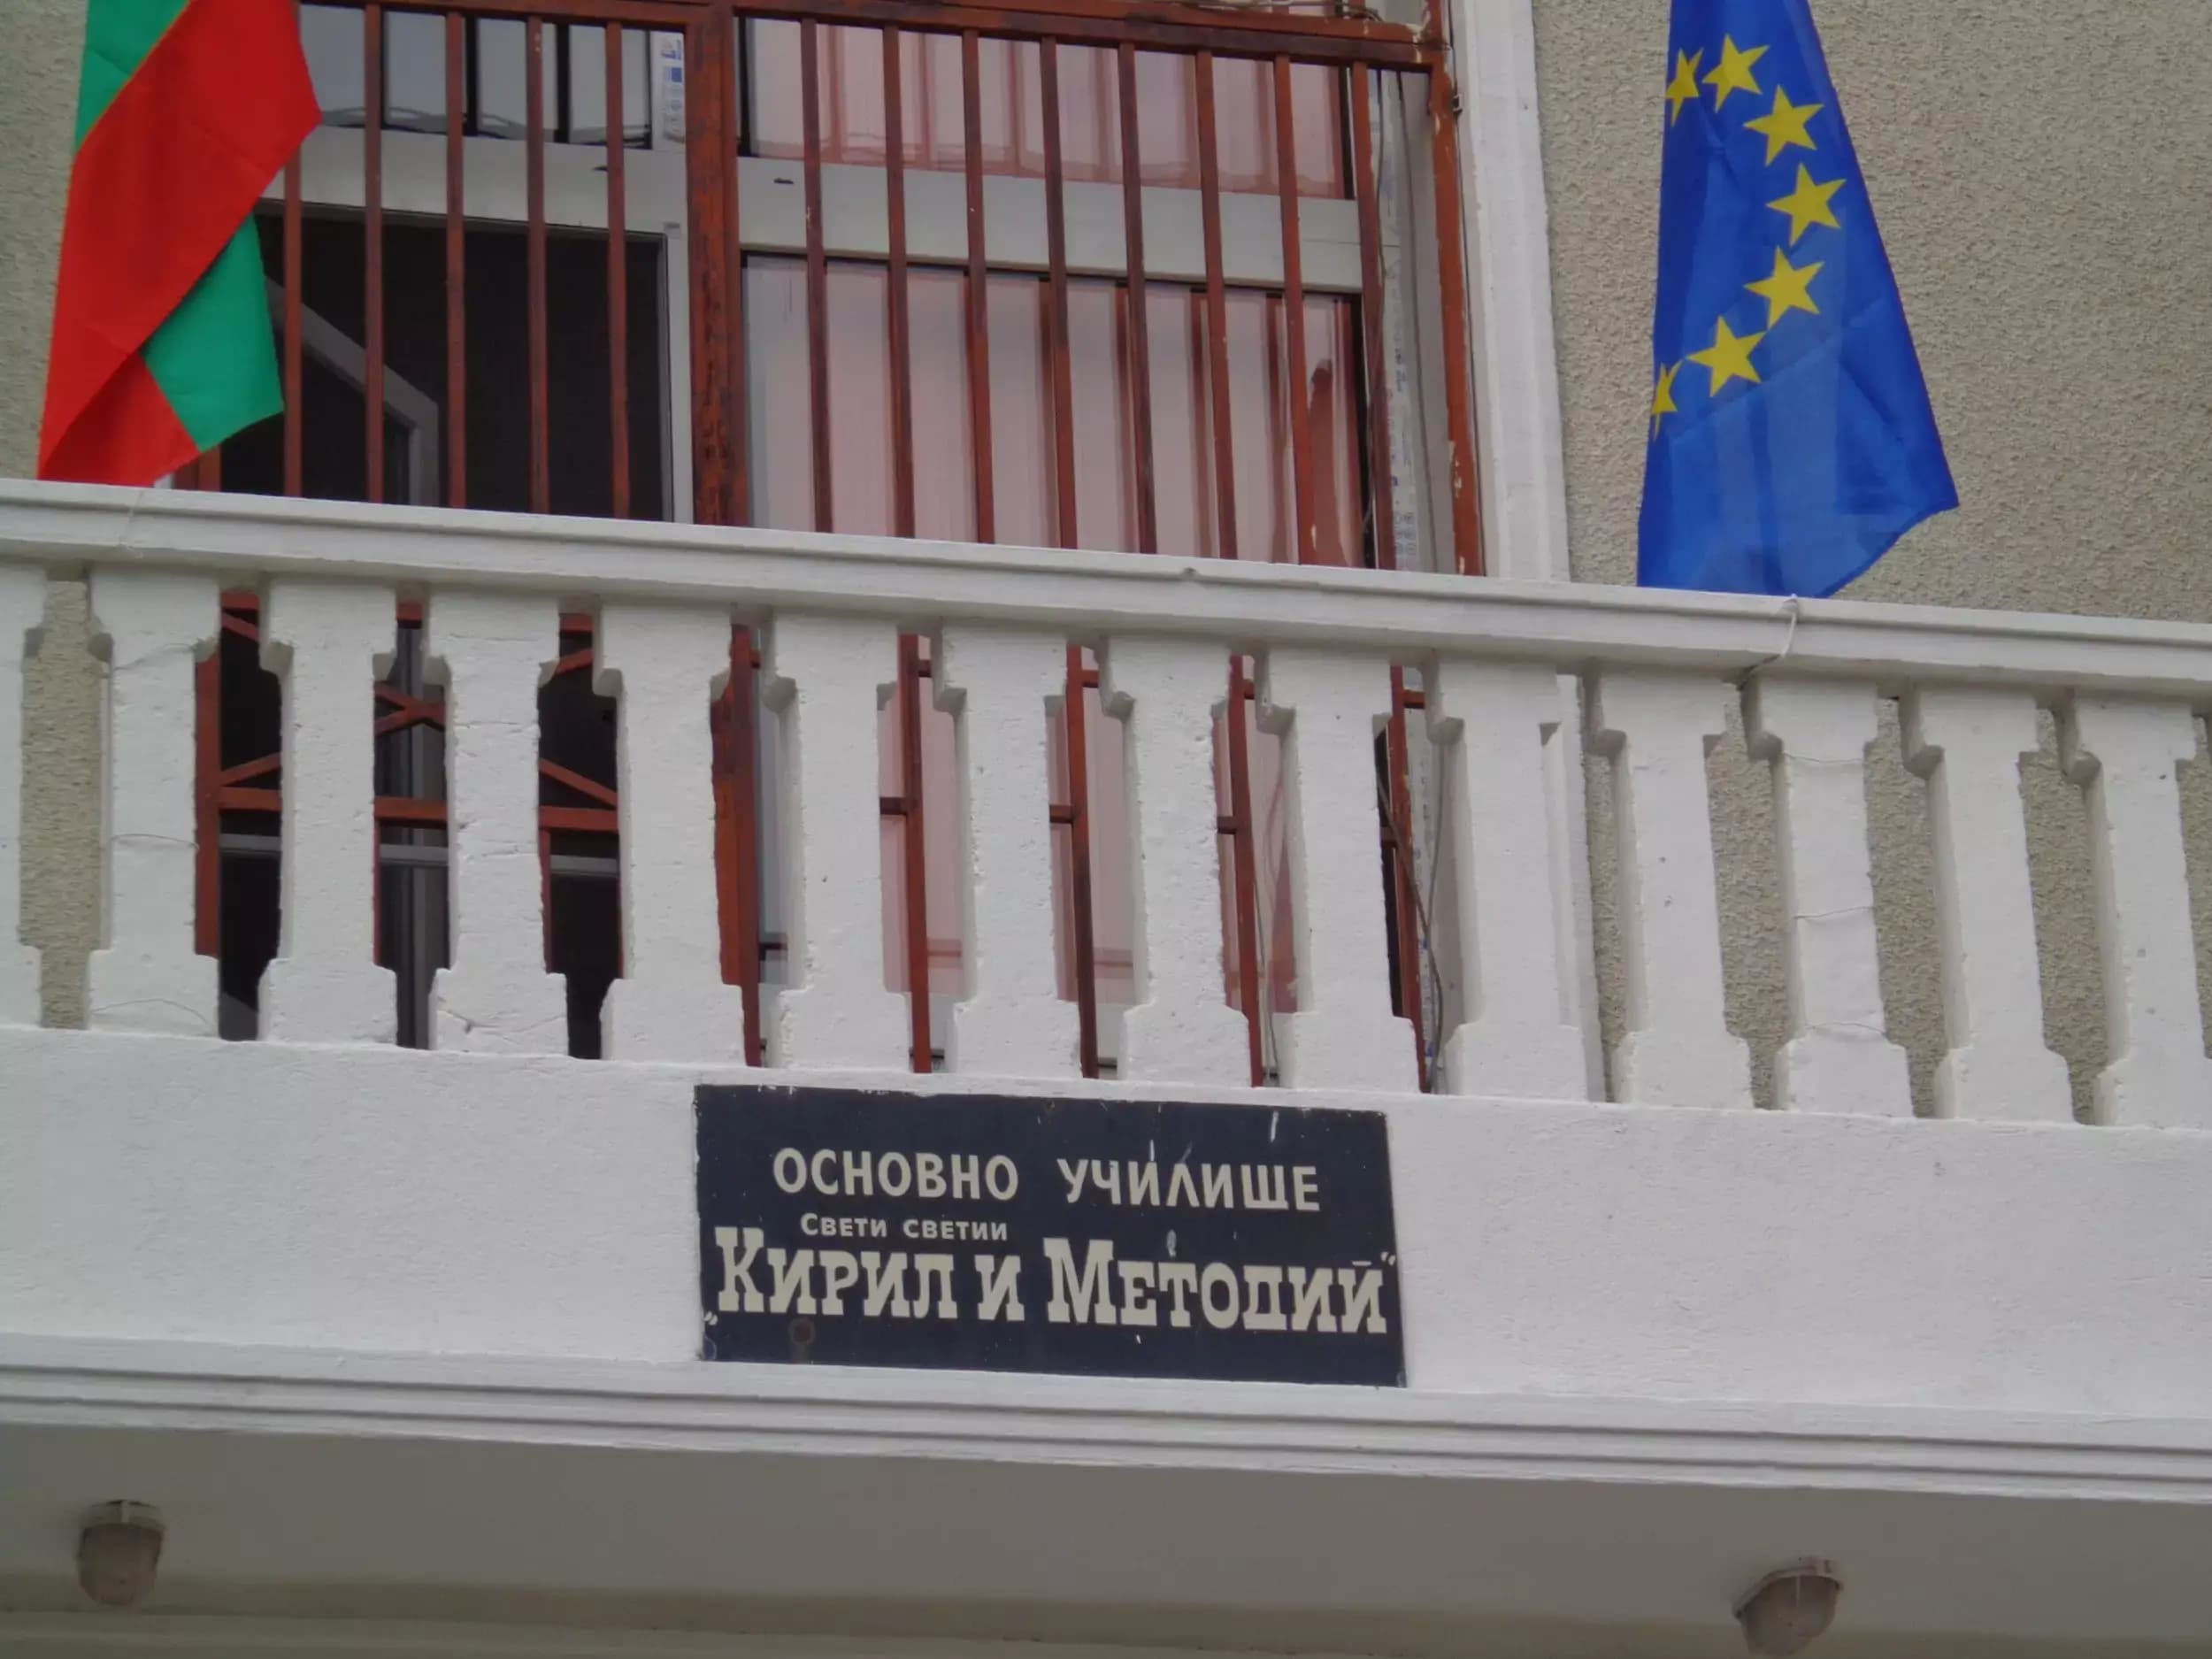 ОСНОВНО УЧИЛИЩЕ
СВЕТИ СВЕТИИ
„КИРИЛ И МЕТОДИЙ“